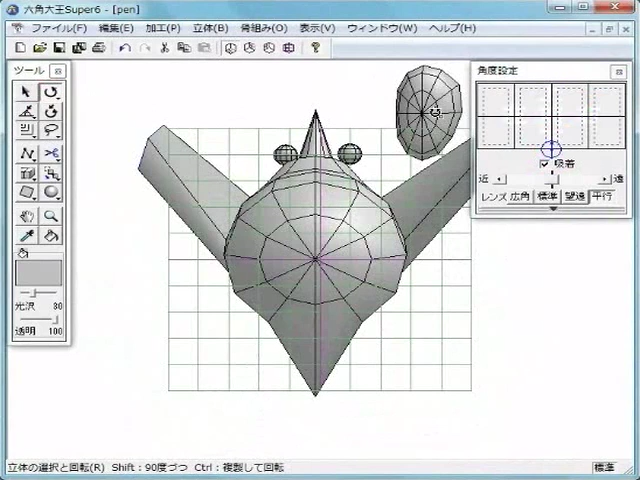 六角大王Super6 - [pen]
ファイル(F) 編集(E) 加工(P) 立体(B) 骨組み(O) 表示(V) ウィンドウ(W) ヘルプ(H)
ツール
角度設定
吸着
近 遠
レンズ 広角 標準 望遠 平行
光沢 80
透明 100
立体の選択と回転(R) Shift：90度づつ Ctrl：複製して回転
標準